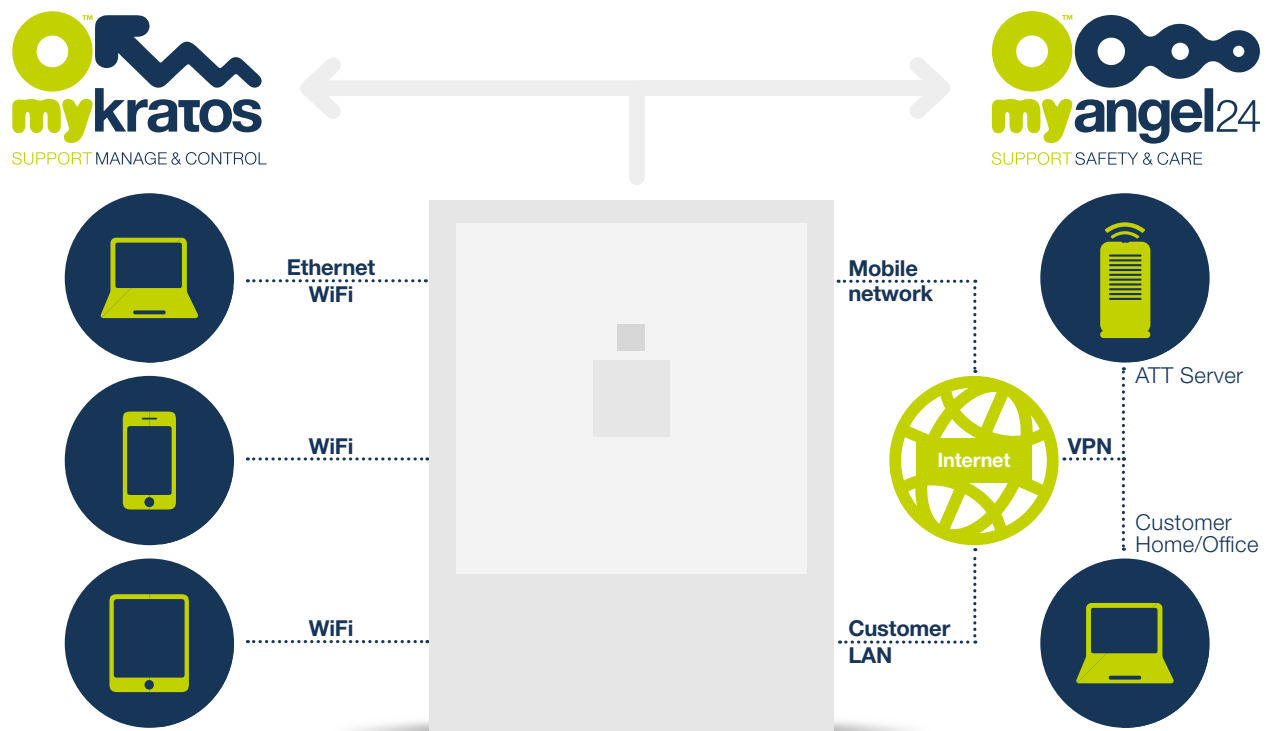 ™
mykratos
SUPPORT MANAGE & CONTROL
™
myangel24
SUPPORT SAFETY & CARE
Ethernet
WiFi
WiFi
WiFi
Mobile
network
Internet
VPN
Customer
LAN
ATT Server
Customer
Home/Office